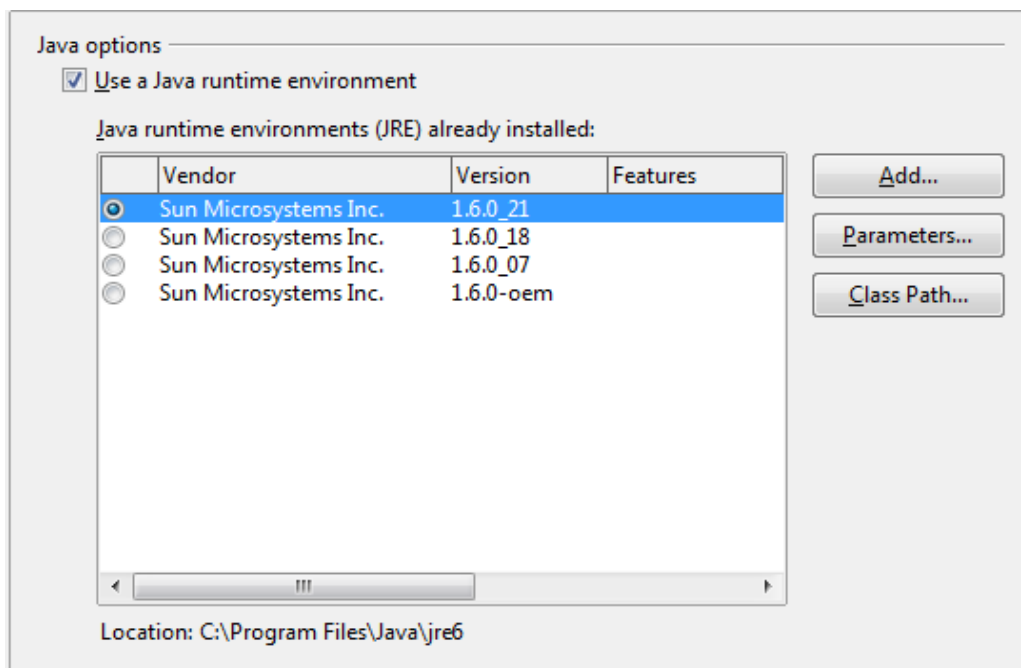 Java options
Use a Java runtime environment
Java runtime environments (JRE) already installed:
Vendor Version Features
Sun Microsystems Inc. 1.6.0_21
Sun Microsystems Inc. 1.6.0_18
Sun Microsystems Inc. 1.6.0_07
Sun Microsystems Inc. 1.6.0-oem
Add...
Parameters...
Class Path...
Location: C:\Program Files\Java\jre6